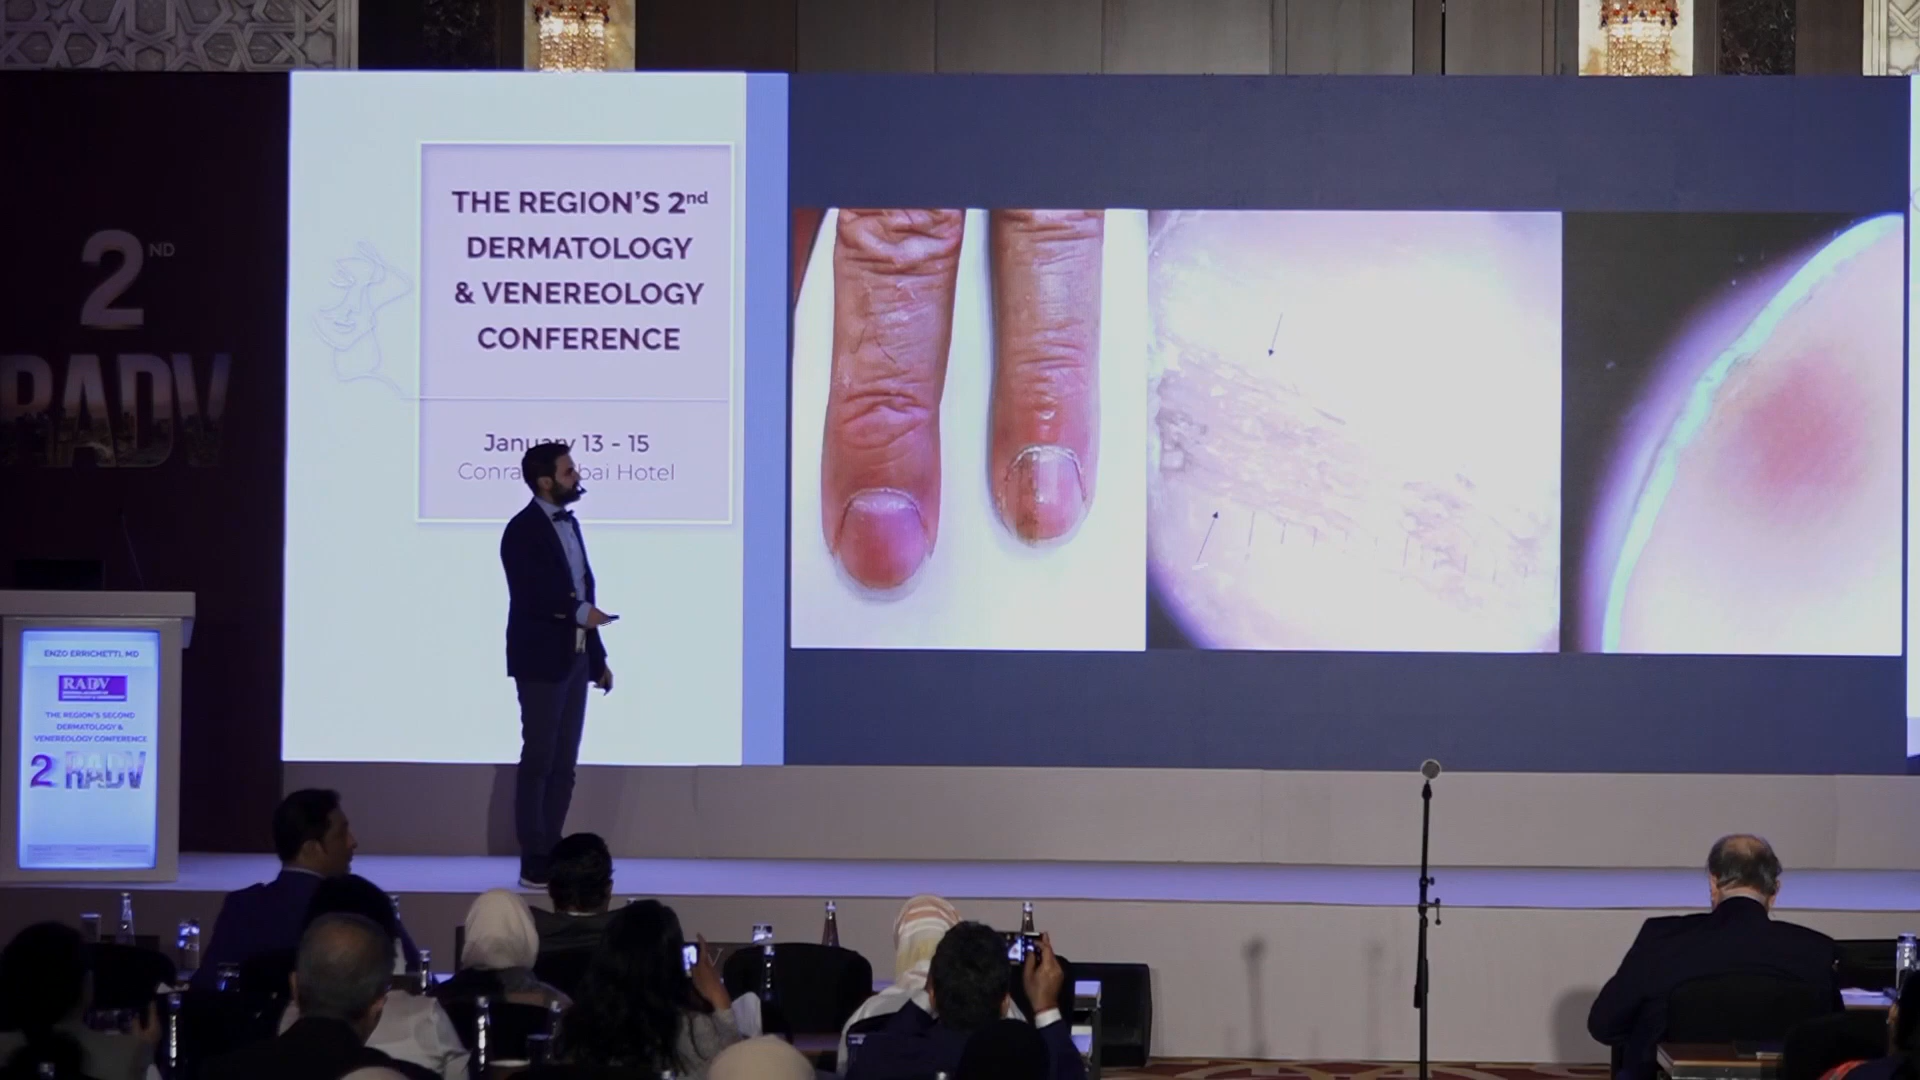 2ND
RADV
THE REGION'S 2nd
DERMATOLOGY
& VENEREOLOGY
CONFERENCE
January 13 - 15
Hotel
ENZO ERRICHETTI, MD
RADV
THE REGION'S SECOND
DERMATOLOGY &
VENEREOLOGY CONFERENCE
2 RADV